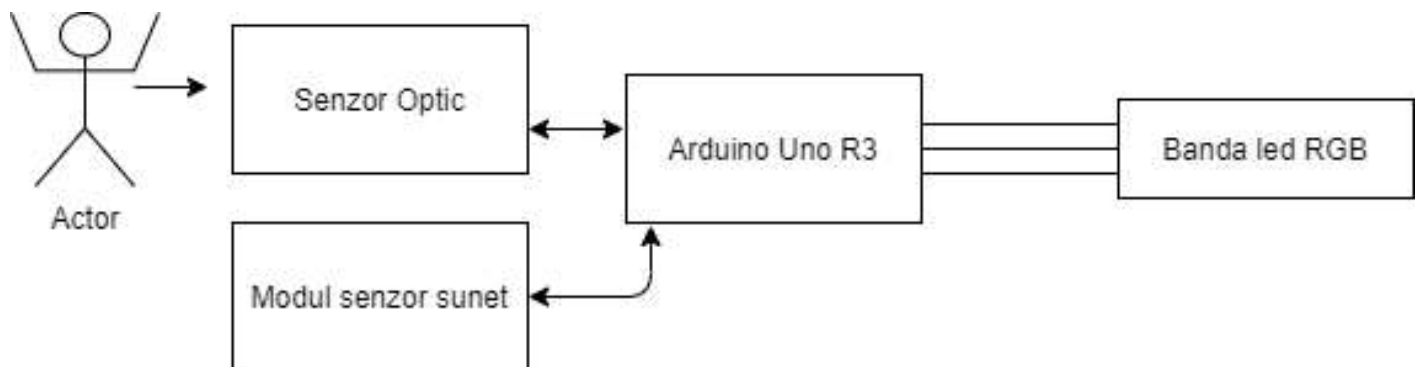 Senzor Optic
Arduino Uno R3
Banda led RGB
Actor
Modul senzor sunet